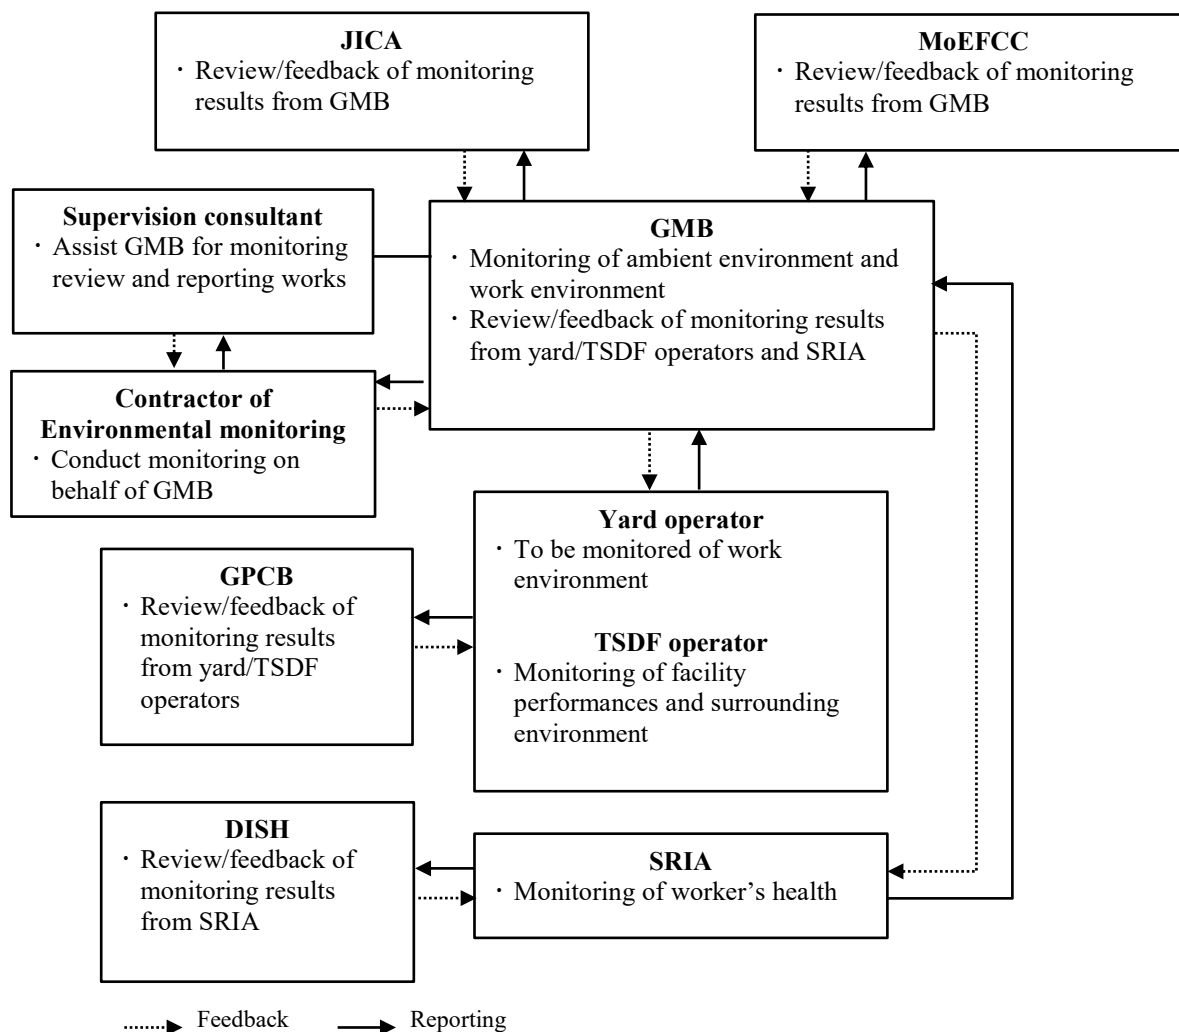 JICA
・ Review/feedback of monitoring
results from GMB
MoEFCC
・ Review/feedback of monitoring
results from GMB
Supervision consultant
・ Assist GMB for monitoring
review and reporting works
GMB
・ Monitoring of ambient environment and
work environment
・ Review/feedback of monitoring results
from yard/TSDF operators and SRIA
Contractor of
Environmental monitoring
・ Conduct monitoring on
behalf of GMB
Yard operator
・ To be monitored of work
environment
TSDF operator
・ Monitoring of facility
performances and surrounding
environment
GPCB
・ Review/feedback of
monitoring results
from yard/TSDF
operators
DISH
・ Review/feedback of
monitoring results
from SRIA
SRIA
・ Monitoring of worker’s health
Feedback
Reporting